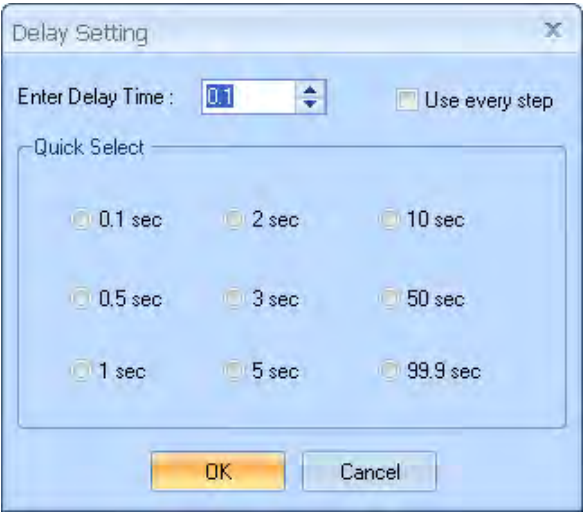 Delay Setting
Enter Delay Time : 0.1 Use every step
Quick Select
0.1 sec 2 sec 10 sec
0.5 sec 3 sec 50 sec
1 sec 5 sec 99.9 sec
OK Cancel